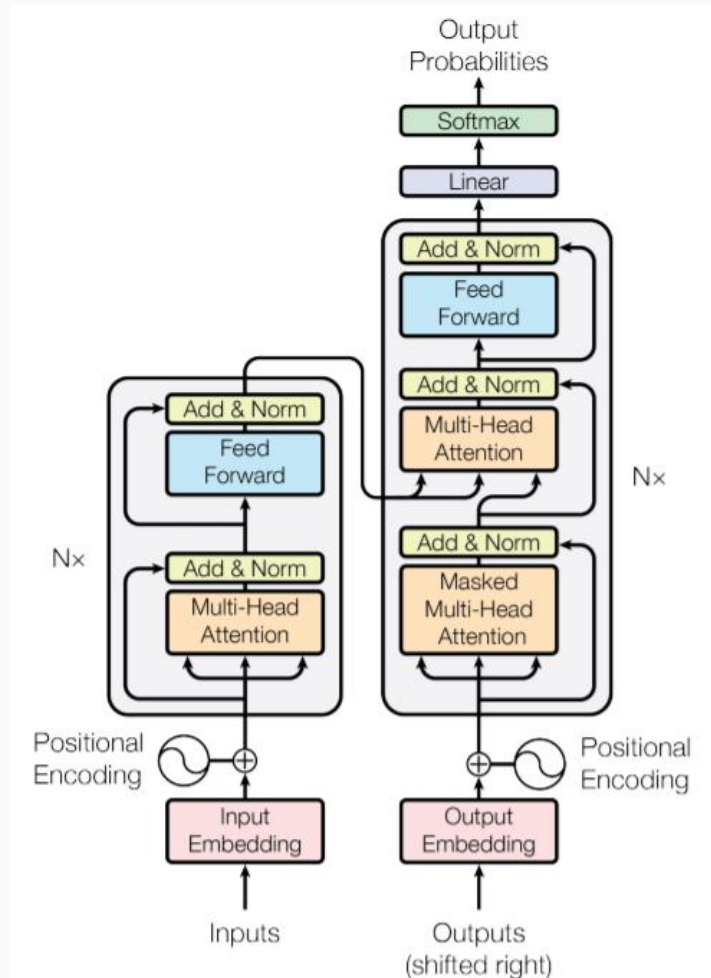 Output
Probabilities
Softmax
Linear
Add & Norm
Feed
Forward
Add & Norm
Multi-Head
Attention
Add & Norm
Masked
Multi-Head
Attention
Nx
Add & Norm
Feed
Forward
Add & Norm
Multi-Head
Attention
Nx
Positional
Encoding
Positional
Encoding
Input
Embedding
Output
Embedding
Inputs
Outputs
(shifted right)